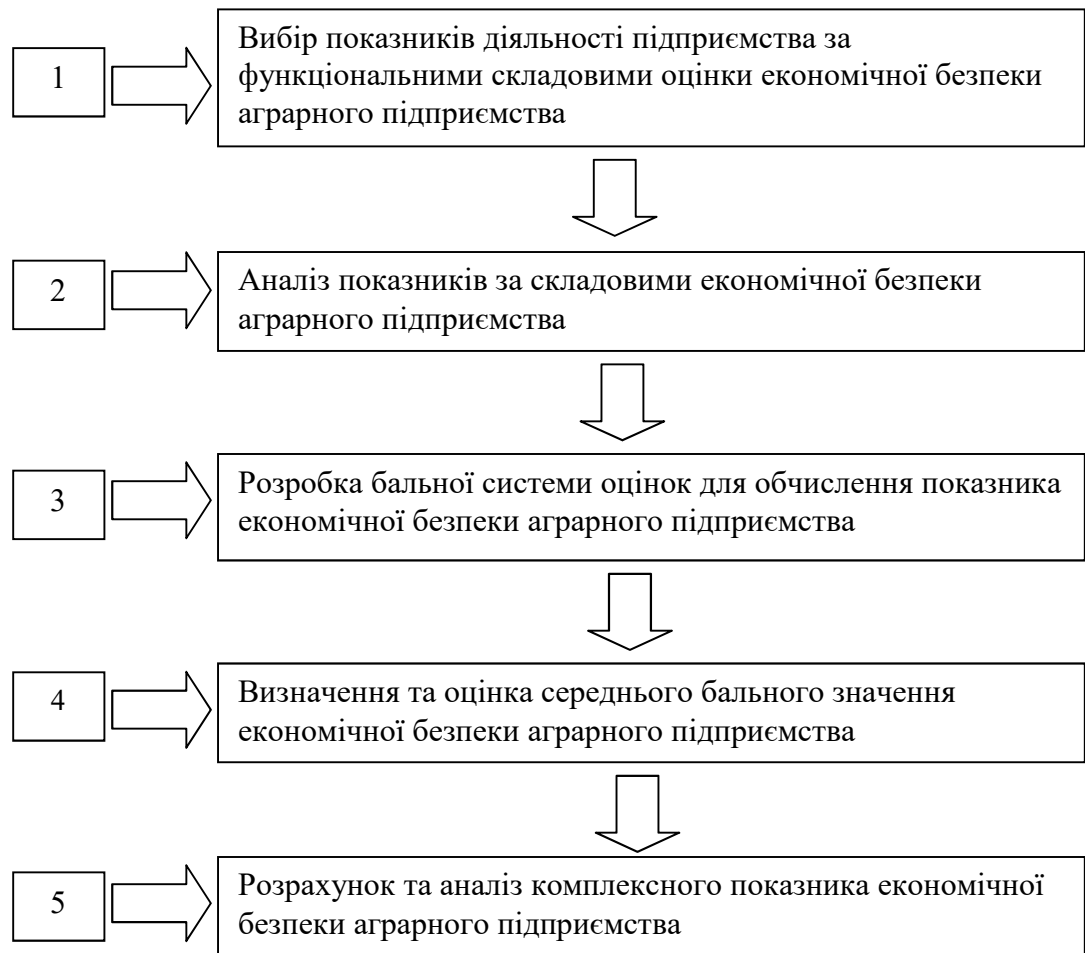 1
Вибір показників діяльності підприємства за
функціональними складовими оцінки економічної безпеки
аграрного підприємства
2
Аналіз показників за складовими економічної безпеки
аграрного підприємства
3
Розробка бальної системи оцінок для обчислення показника
економічної безпеки аграрного підприємства
4
Визначення та оцінка середнього бального значення
економічної безпеки аграрного підприємства
5
Розрахунок та аналіз комплексного показника економічної
безпеки аграрного підприємства